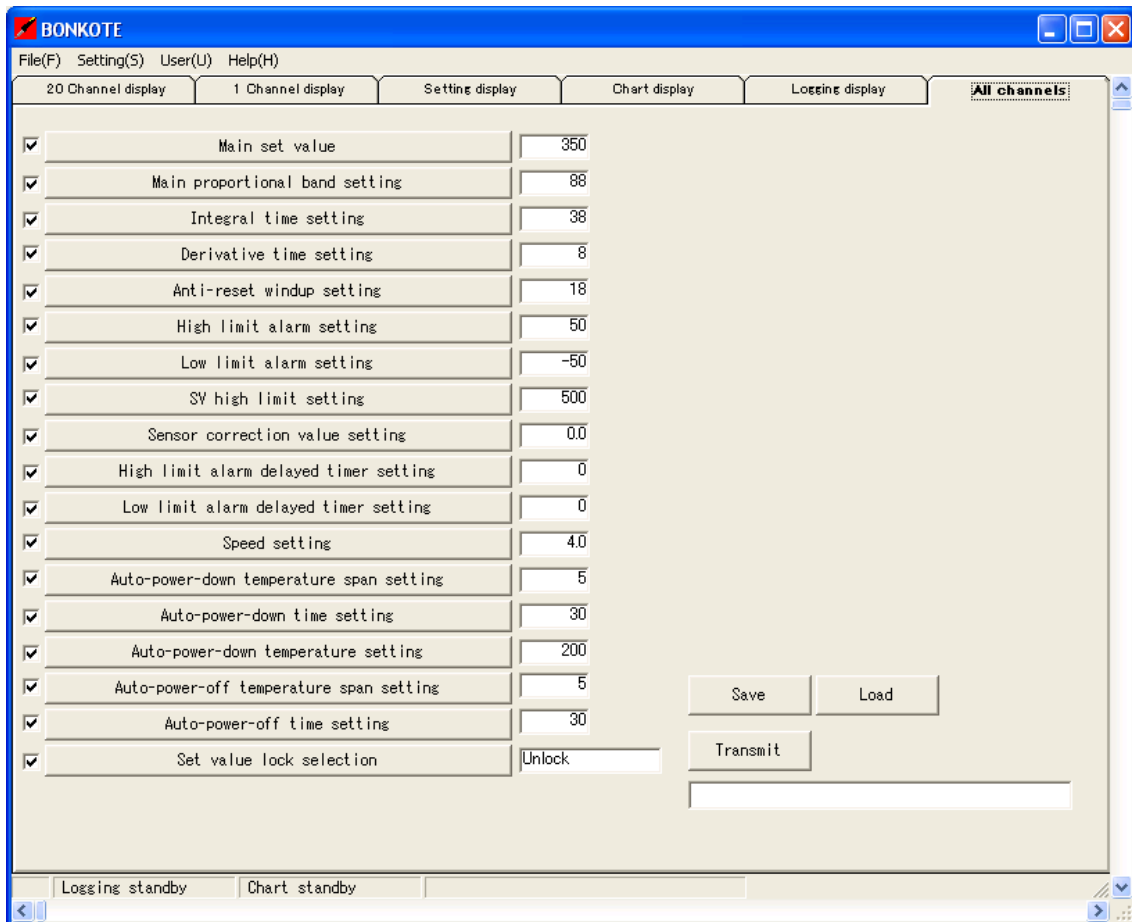 BONKOTE
File(F) Setting(S) User(U) Help(H)
20 Channel display 1 Channel display Setting display Chart display Logging display All channels
Main set value 350
Main proportional band setting 88
Integral time setting 38
Derivative time setting 8
Anti-reset windup setting 18
High limit alarm setting 50
Low limit alarm setting -50
SV high limit setting 500
Sensor correction value setting 0.0
High limit alarm delayed timer setting 0
Low limit alarm delayed timer setting 0
Speed setting 4.0
Auto-power-down temperature span setting 5
Auto-power-down time setting 30
Auto-power-down temperature setting 200
Auto-power-off temperature span setting 5
Save Load
Auto-power-off time setting 30
Transmit
Set value lock selection Unlock
Logging standby Chart standby